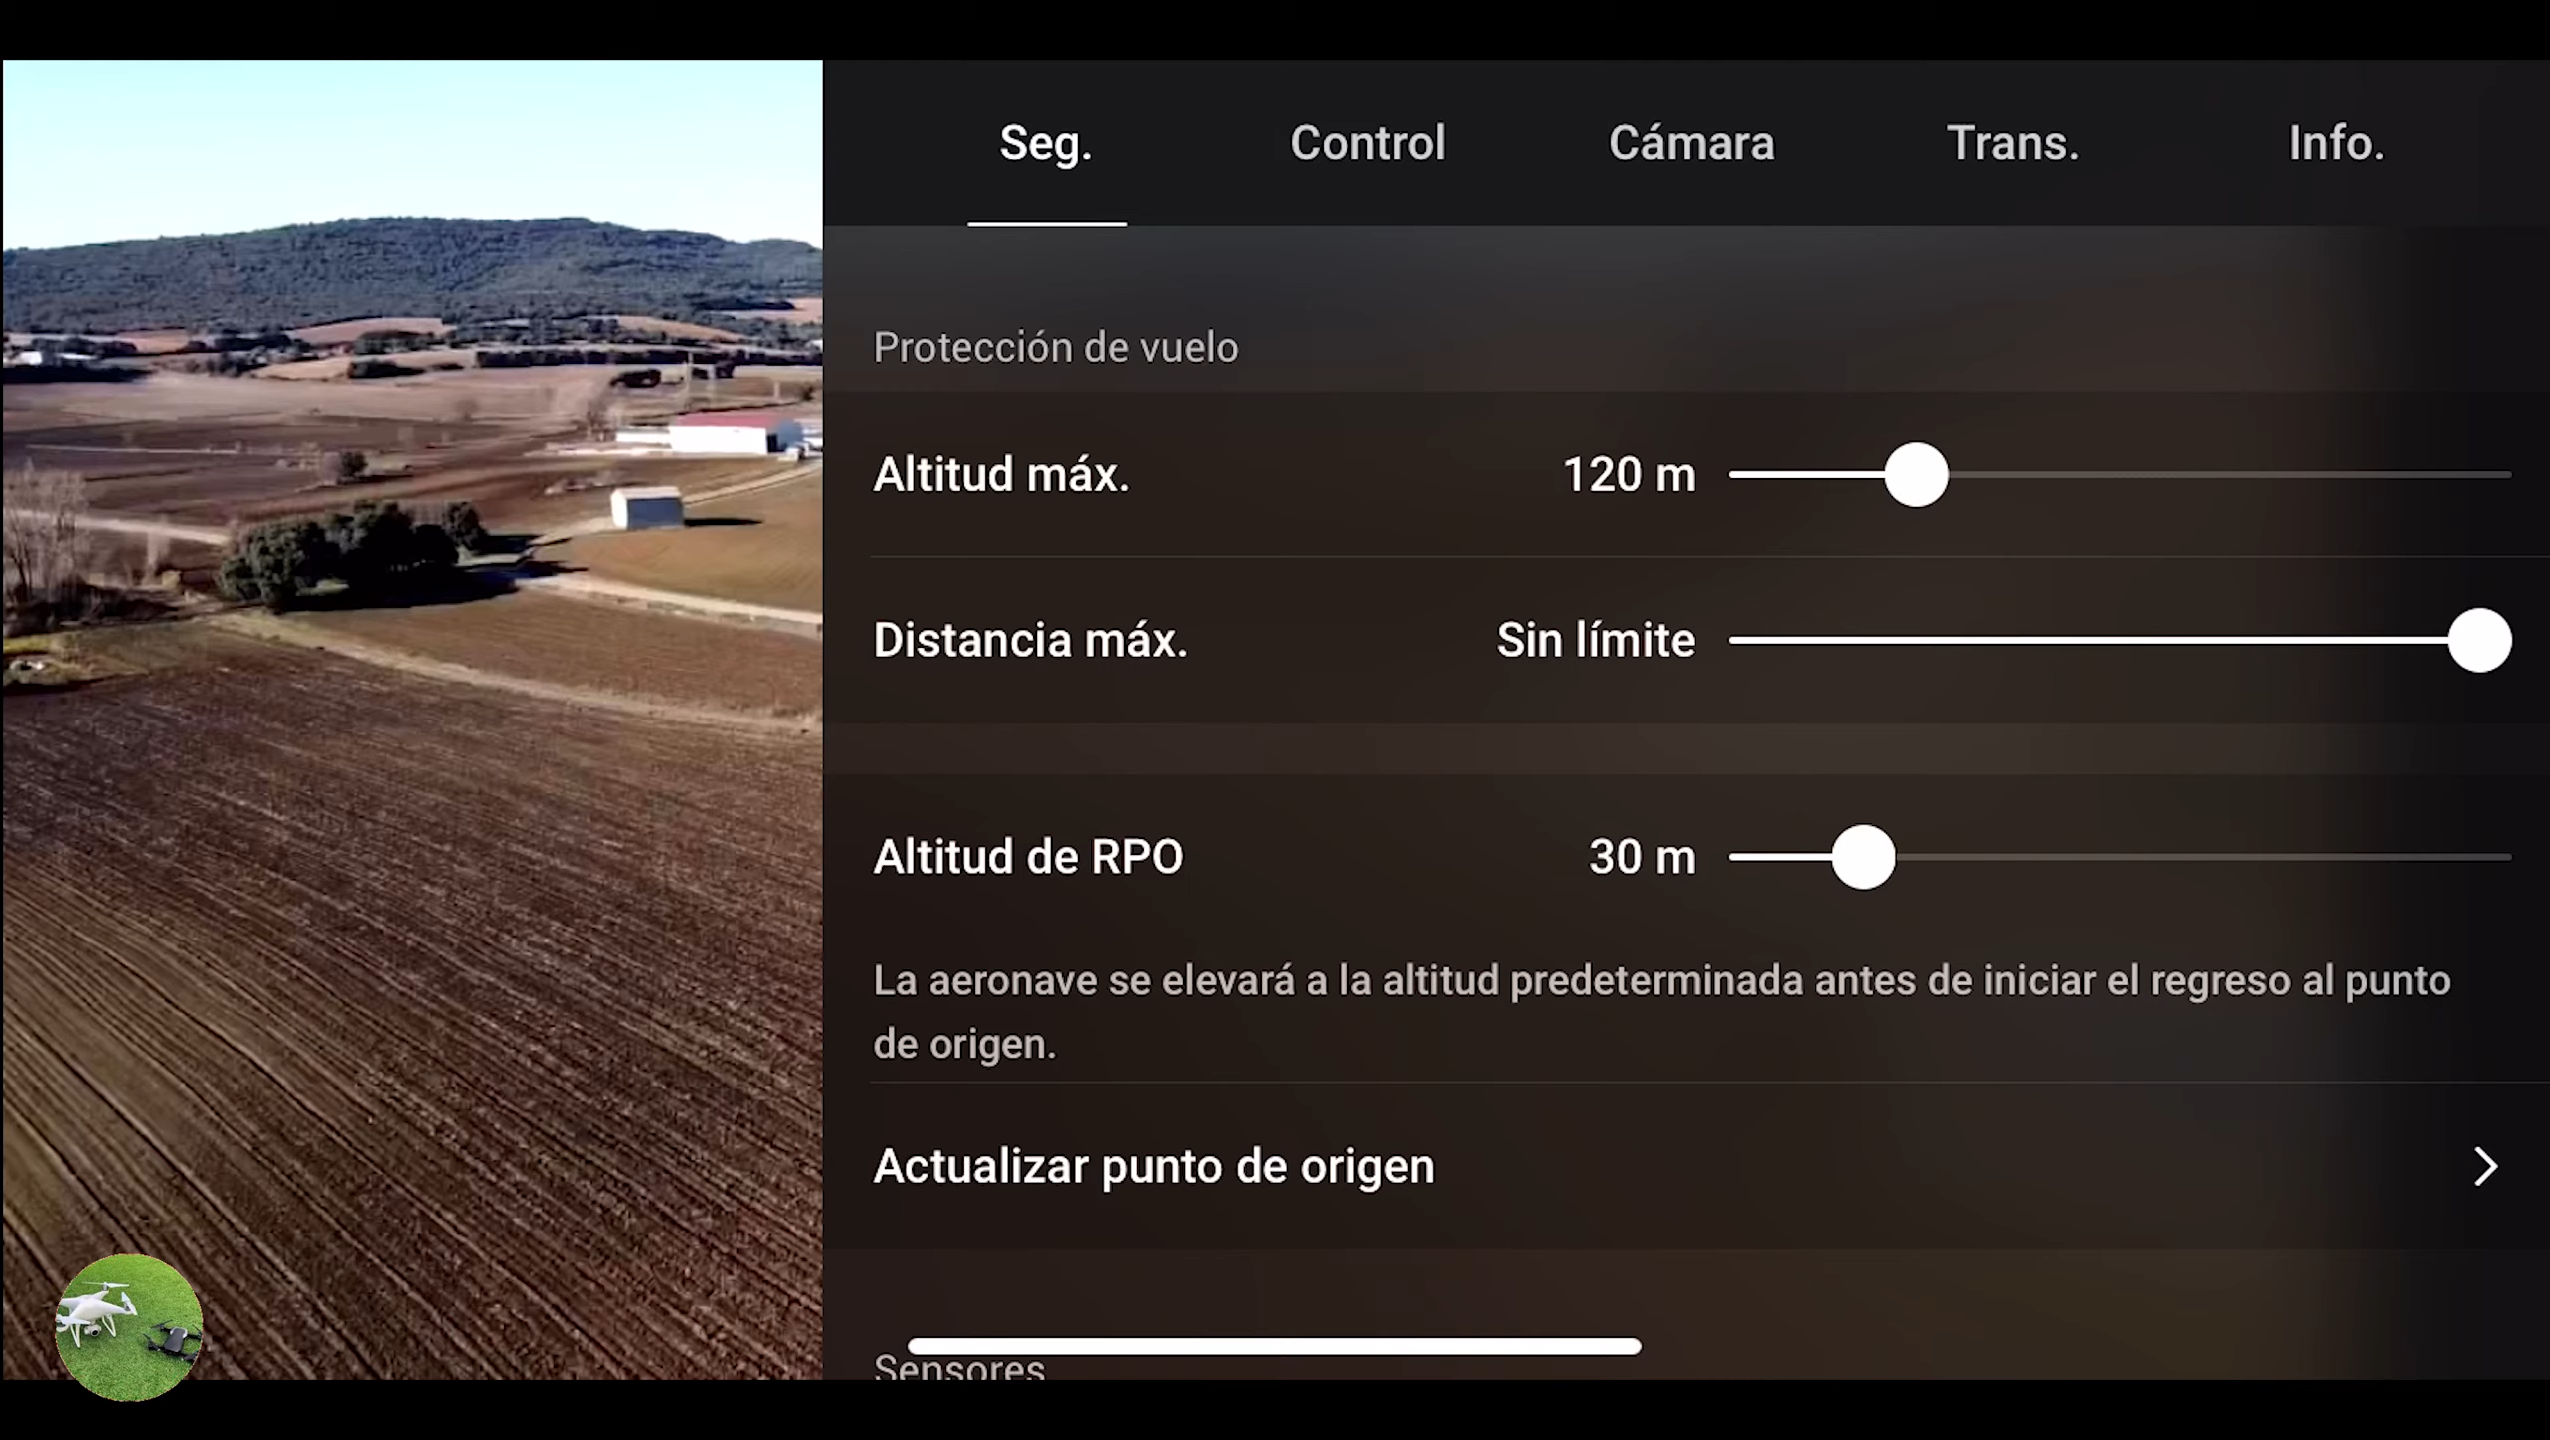 Seg. Control Cámara Trans. Info.
Protección de vuelo
Altitud máx. 120 m
Distancia máx. Sin límite
Altitud de RPO 30 m
La aeronave se elevará a la altitud predeterminada antes de iniciar el regreso al punto
de origen.
Actualizar punto de origen
Sensores